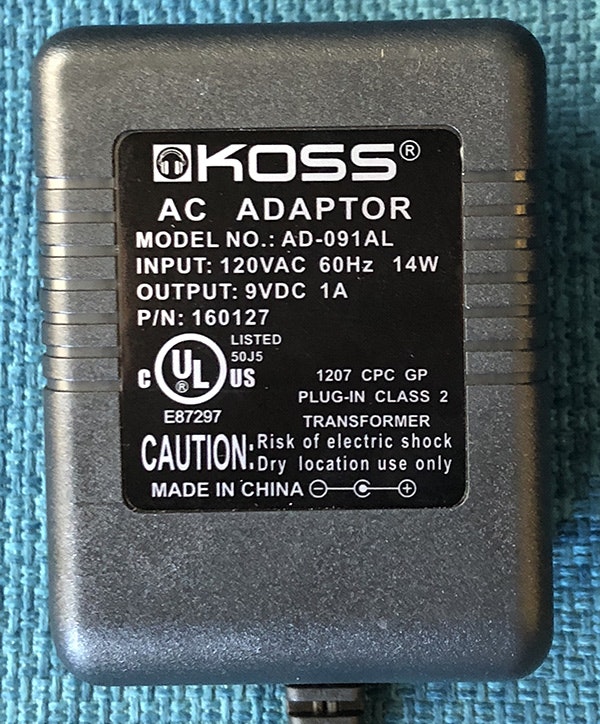 KOSS®
AC ADAPTOR
MODEL NO.: AD-091AL
INPUT: 120VAC 60Hz 14W
OUTPUT: 9VDC 1A
P/N: 160127
LISTED
50J5
C UL® US
E87297
1207 CPC GP
PLUG-IN CLASS 2
TRANSFORMER
CAUTION: Risk of electric shock
Dry location use only
MADE IN CHINA